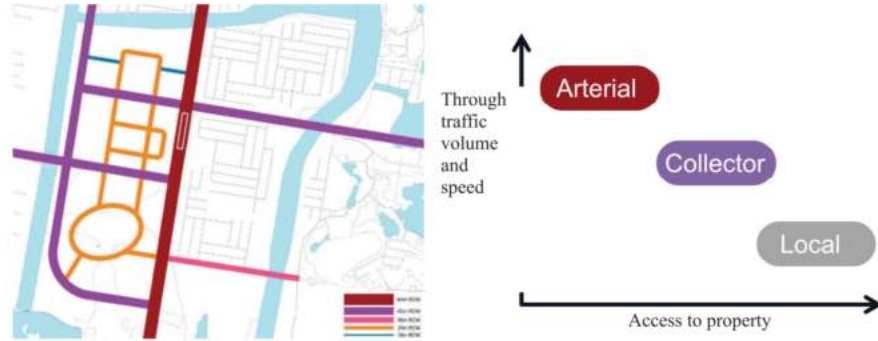 Through
traffic
volume
and
speed
Arterial
Collector
Local
Access to property